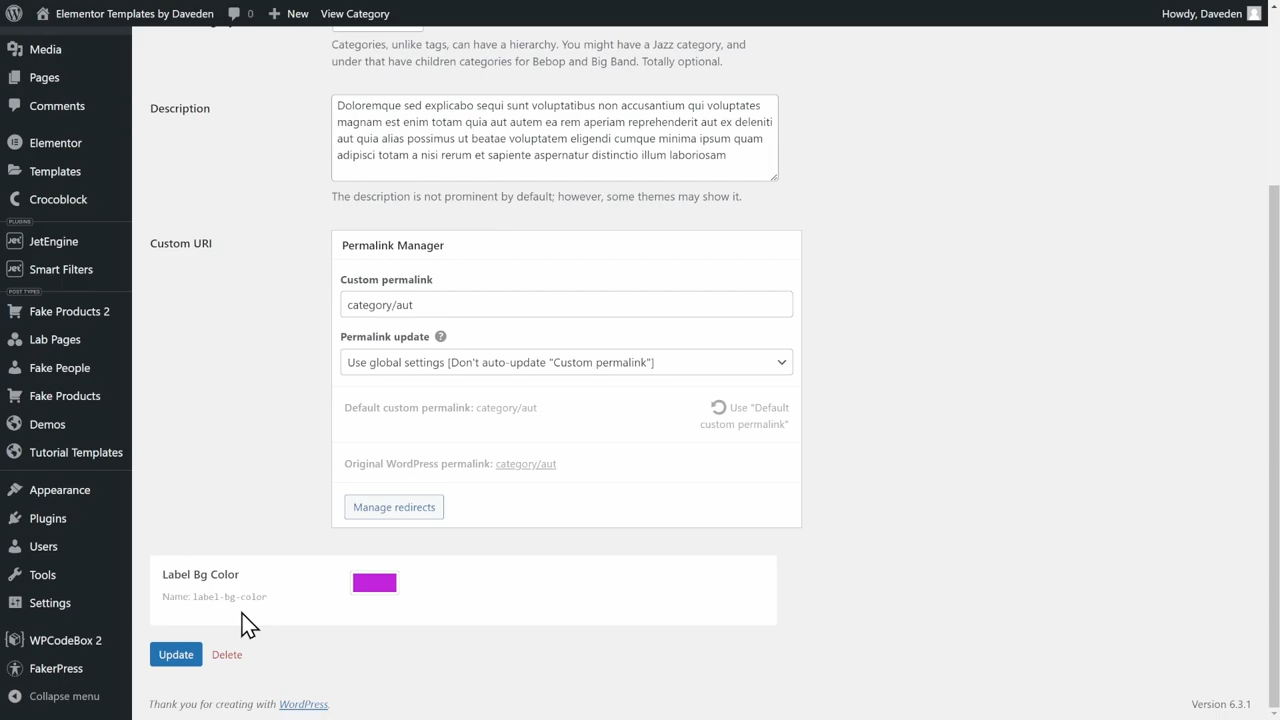 Elementor Templates by Daveden
0
New
View Category
Howdy, Daveden
Media
Pages
Comments
Elementor
Templates
Crocoblock
PLUGINS
Jet
JetEngine
Jet
Smart Filters
POST TYPES
Fake Products 2
Lab Pages
Fake People
Fake Products
Demos
Tutorial Templates
Appearance
Plugins
Users
Tools
Settings
WPCodeBox 2
FakerPress
Collapse menu
Categories, unlike tags, can have a hierarchy. You might have a Jazz category, and
under that have children categories for Bebop and Big Band. Totally optional.
Description
Doloremque sed explicabo sequi sunt voluptatibus non accusantium qui voluptates
magnam est enim totam quia aut autem ea rem aperiam reprehenderit aut ex deleniti
aut quia alias possimus ut beatae voluptatem eligendi cumque minima ipsum quam
adipisci totam a nisi rerum et sapiente aspernatur distinctio illum laboriosam
The description is not prominent by default; however, some themes may show it.
Custom URI
Permalink Manager
Custom permalink
category/aut
Permalink update ?
Use global settings [Don't auto-update "Custom permalink"]
Default custom permalink: category/aut
Use "Default
custom permalink"
Original WordPress permalink: category/aut
Manage redirects
Label Bg Color
Name: label-bg-color
Update
Delete
Thank you for creating with WordPress.
Version 6.3.1